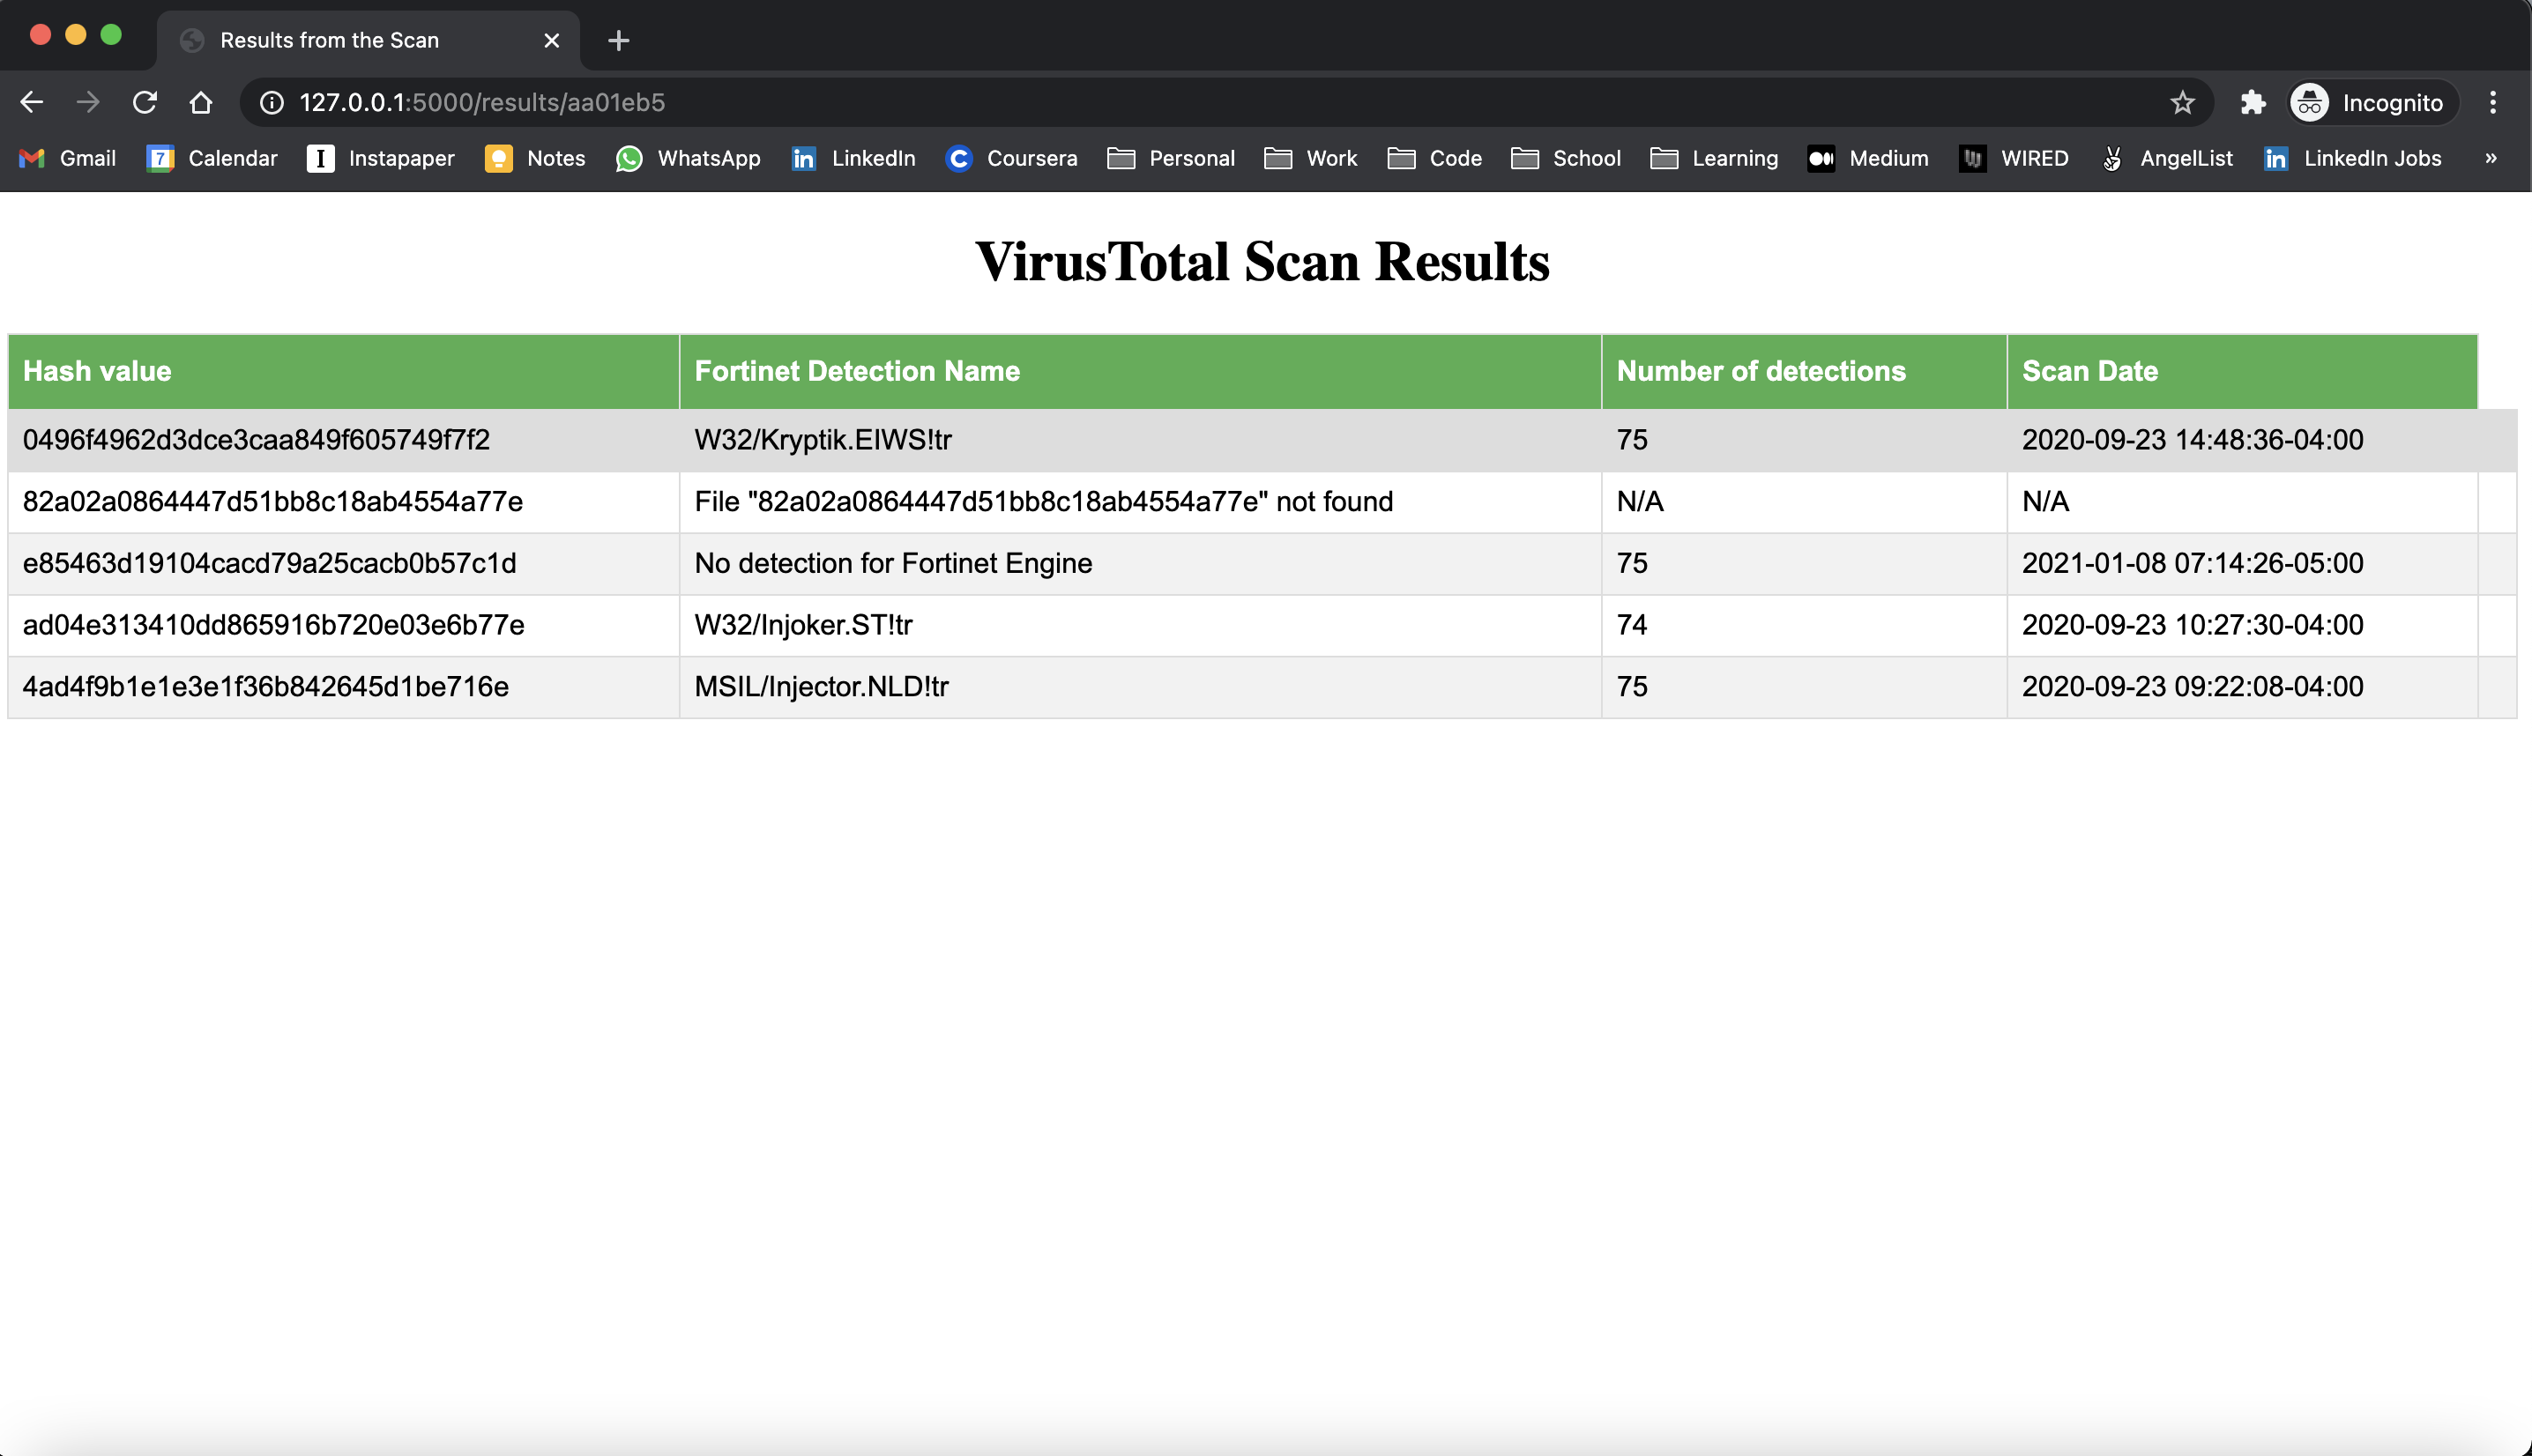 Results from the Scan
127.0.0.1:5000/results/aa01eb5
Incognito
Gmail 7 Calendar I Instapaper Notes WhatsApp in LinkedIn C Coursera Personal Work Code School Learning Medium WIRED AngelList in LinkedIn Jobs »
VirusTotal Scan Results
Hash value Fortinet Detection Name Number of detections Scan Date
0496f4962d3dce3caa849f605749f7f2 W32/Kryptik.EIWS!tr 75 2020-09-23 14:48:36-04:00
82a02a0864447d51bb8c18ab4554a77e File "82a02a0864447d51bb8c18ab4554a77e" not found N/A N/A
e85463d19104cacd79a25cacb0b57c1d No detection for Fortinet Engine 75 2021-01-08 07:14:26-05:00
ad04e313410dd865916b720e03e6b77e W32/Injoker.ST!tr 74 2020-09-23 10:27:30-04:00
4ad4f9b1e1e3e1f36b842645d1be716e MSIL/Injector.NLD!tr 75 2020-09-23 09:22:08-04:00